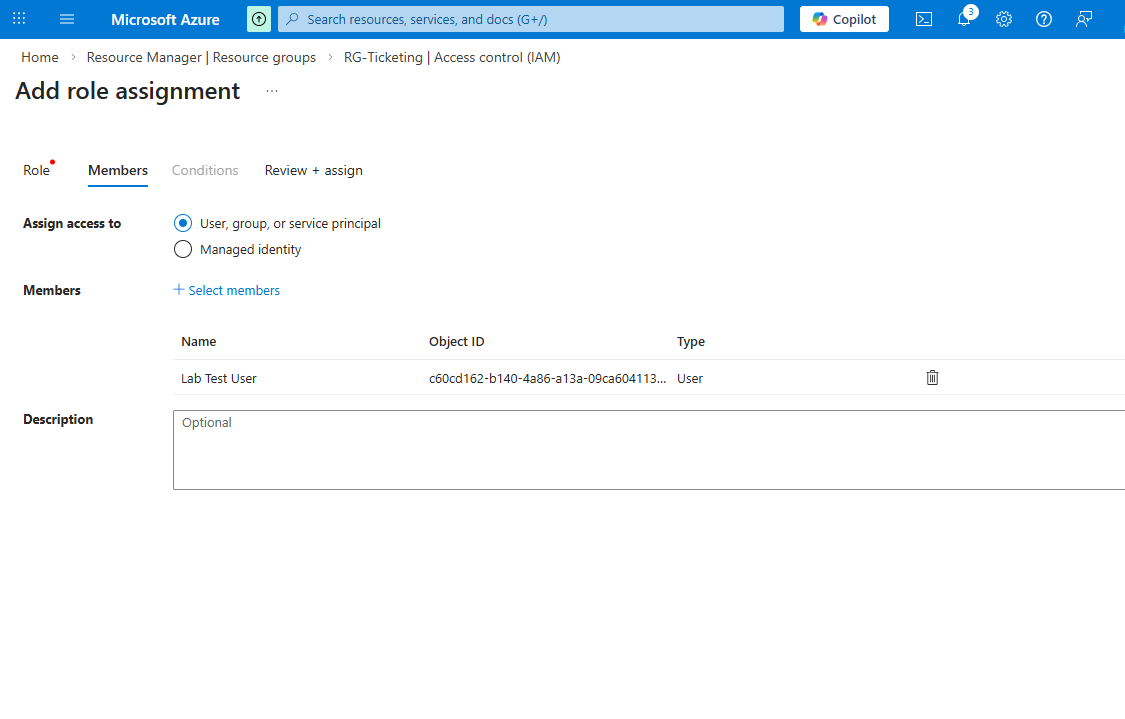 Microsoft Azure Search resources, services, and docs (G+/) Copilot 3
Home > Resource Manager | Resource groups > RG-Ticketing | Access control (IAM)
Add role assignment ...
Role Members Conditions Review + assign
Assign access to User, group, or service principal
Managed identity
Members + Select members
Name Object ID Type
Lab Test User c60cd162-b140-4a86-a13a-09ca604113... User
Description Optional